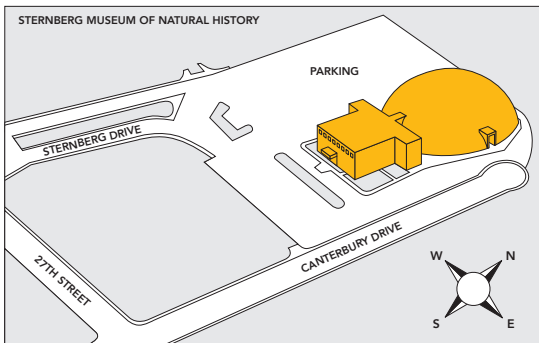 STERNBERG MUSEUM OF NATURAL HISTORY
PARKING
STERNBERG DRIVE
CANTERBURY DRIVE
27TH STREET
W N
S E